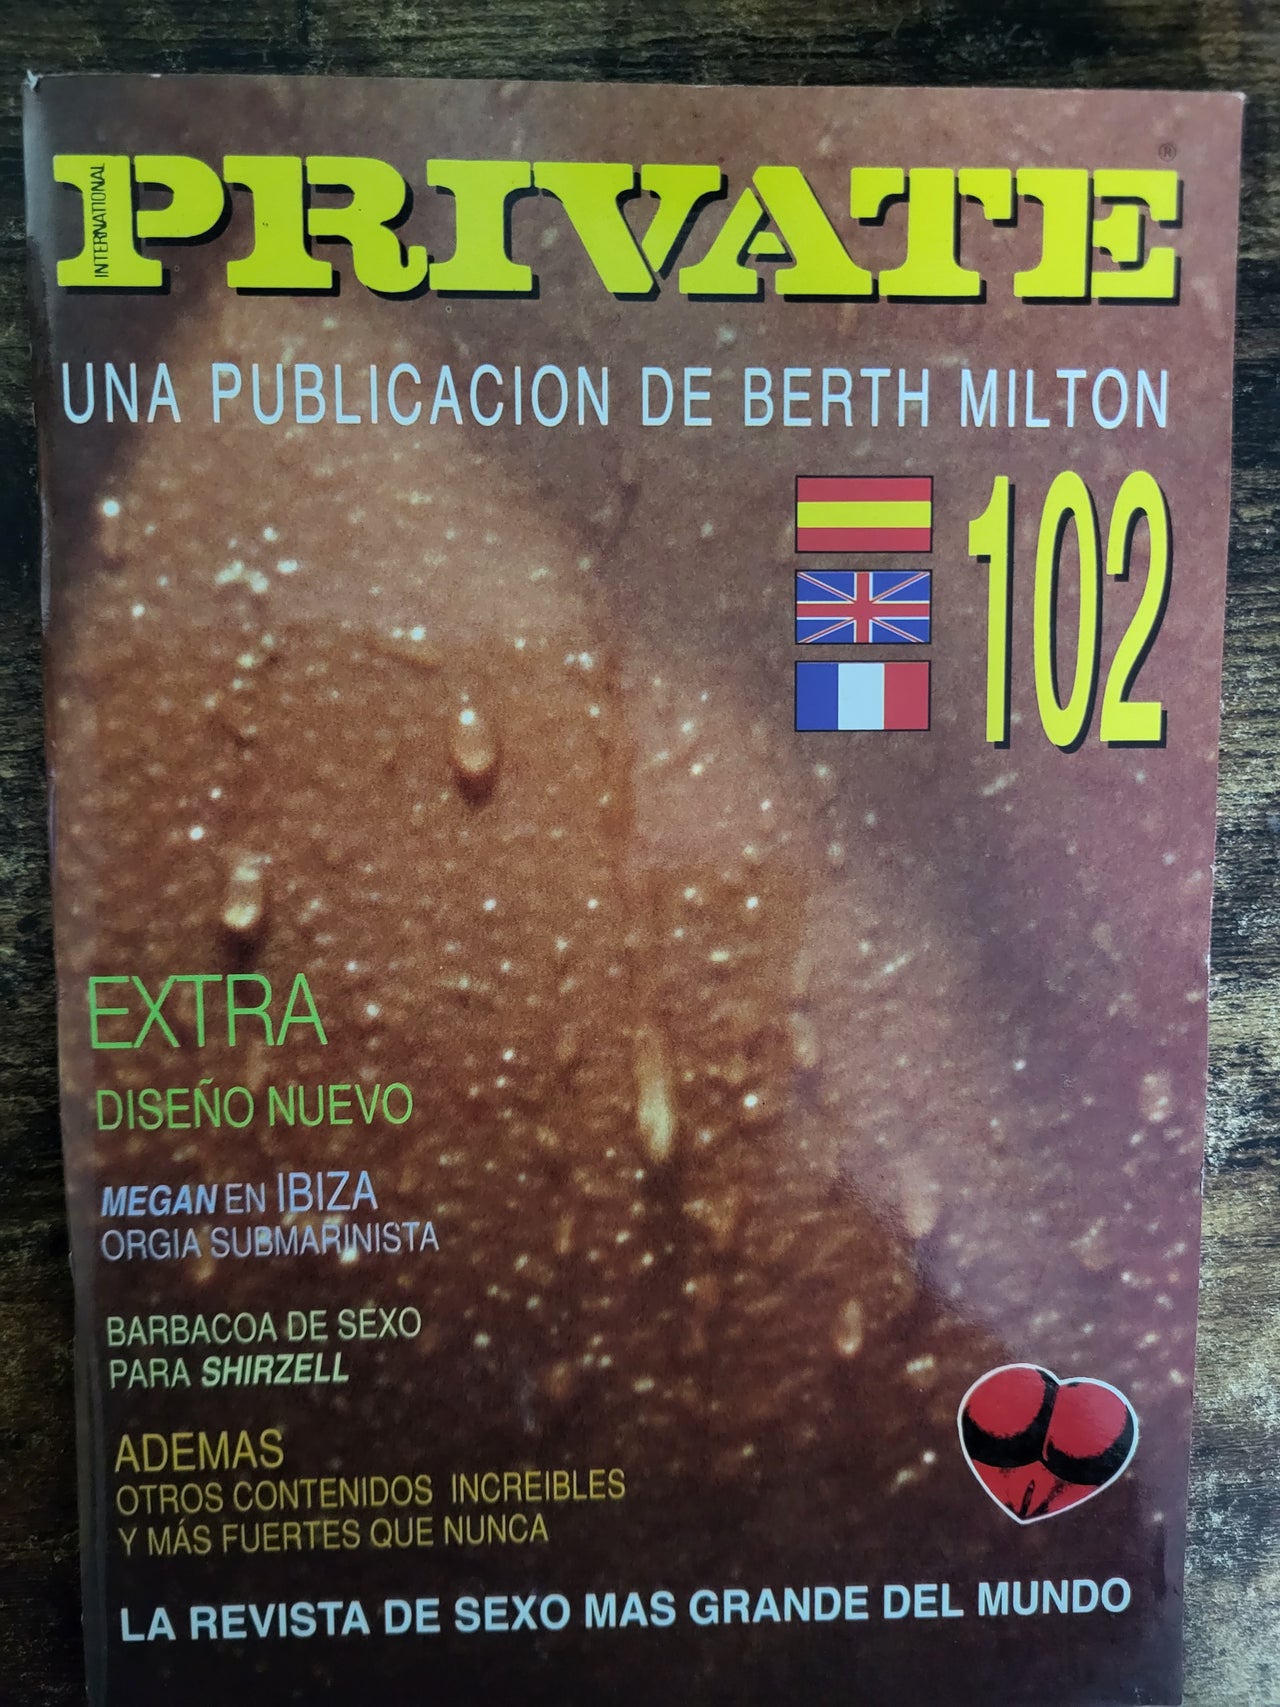 INTERNATIONAL
PRIVATE ®
UNA PUBLICACION DE BERTH MILTON
102
EXTRA
DISEÑO NUEVO
MEGAN EN IBIZA
ORGIA SUBMARINISTA
BARBACOA DE SEXO
PARA SHIRZELL
ADEMAS
OTROS CONTENIDOS INCREIBLES
Y MÁS FUERTES QUE NUNCA
LA REVISTA DE SEXO MAS GRANDE DEL MUNDO